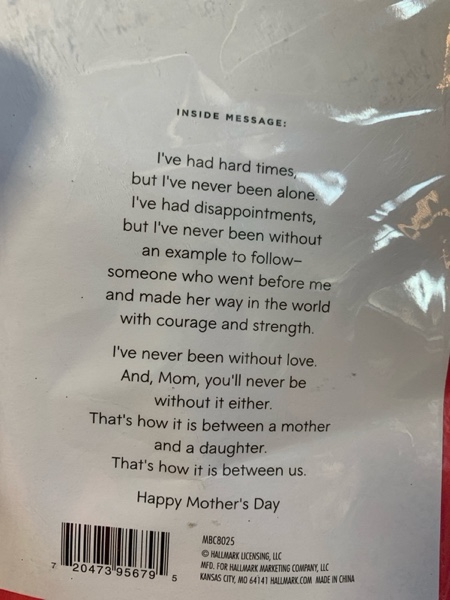 INSIDE MESSAGE:
I've had hard times,
but I've never been alone.
I've had disappointments,
but I've never been without
an example to follow–
someone who went before me
and made her way in the world
with courage and strength.
I've never been without love.
And, Mom, you'll never be
without it either.
That's how it is between a mother
and a daughter.
That's how it is between us.
Happy Mother's Day
MBC8025
© HALLMARK LICENSING, LLC
MFD. FOR HALLMARK MARKETING COMPANY, LLC
KANSAS CITY, MO 64141 HALLMARK.COM MADE IN CHINA
7 20473 95679 5